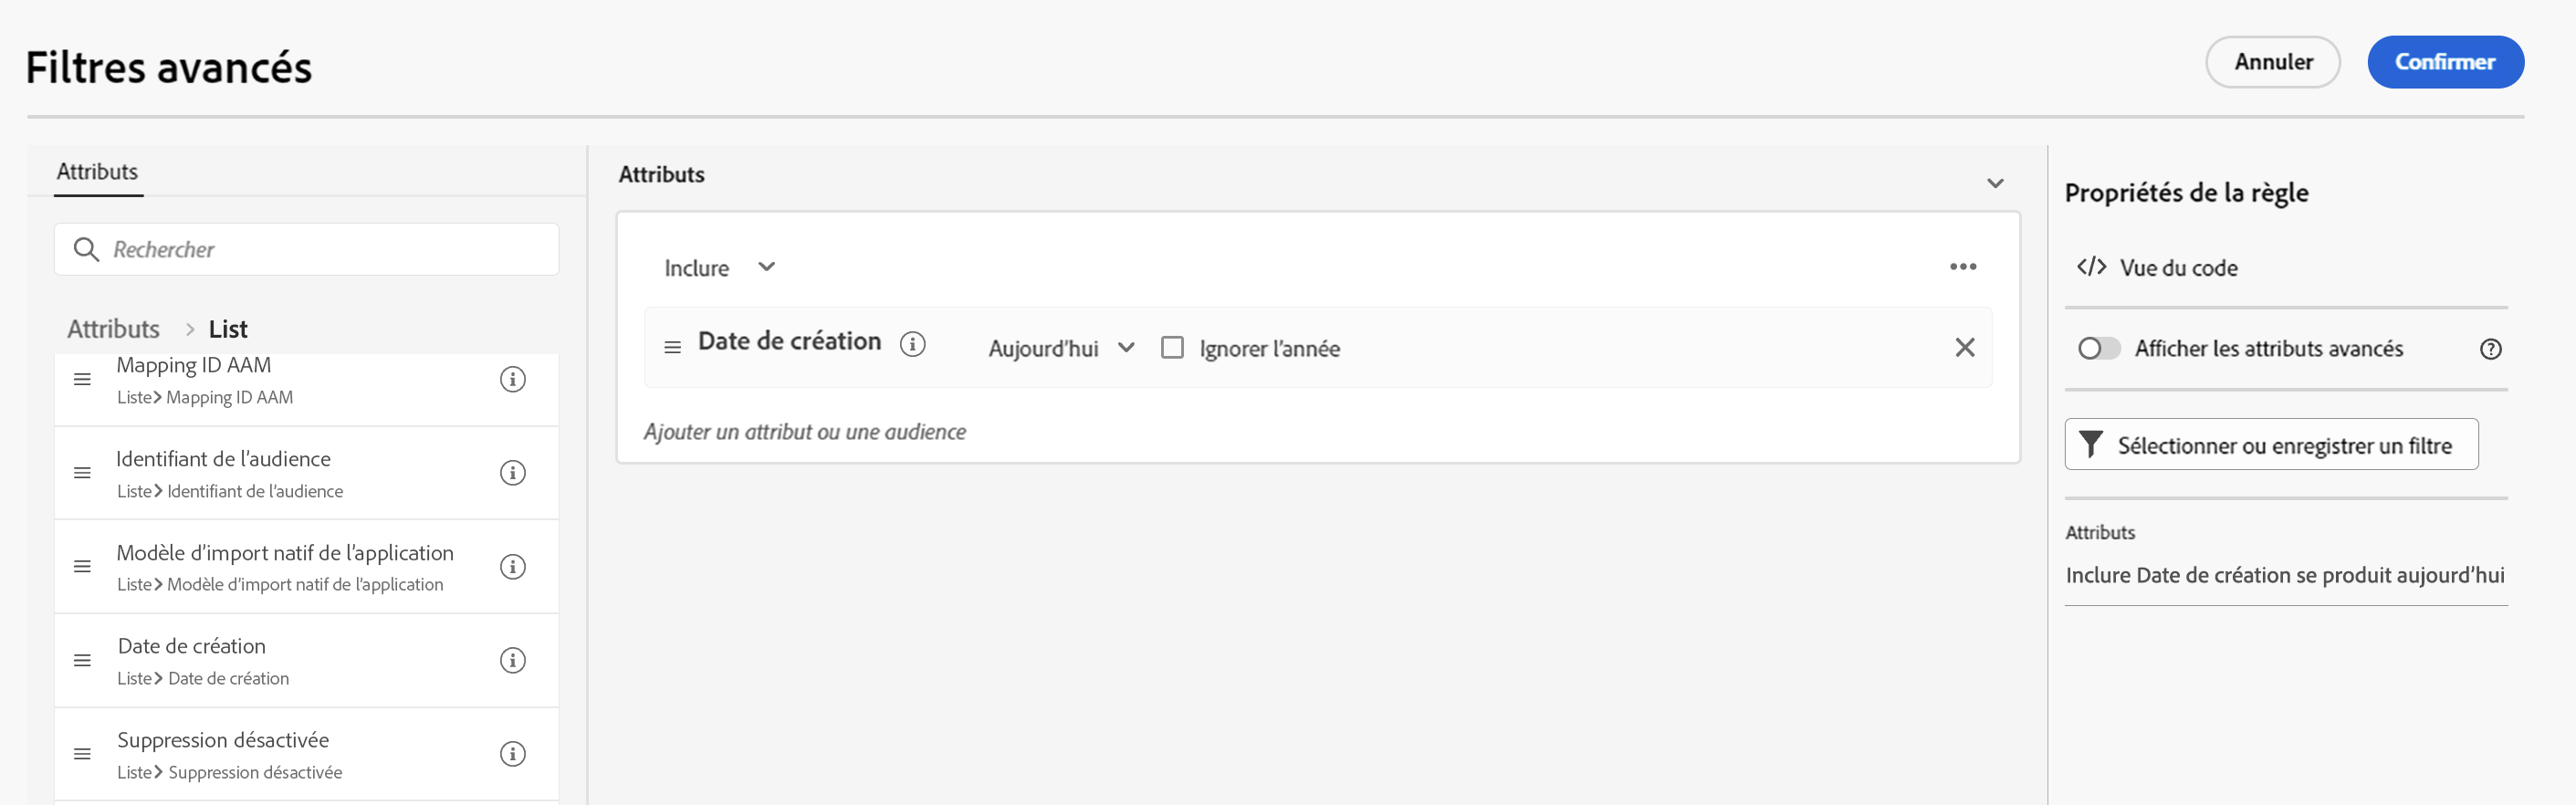 Filtres avancés
Annuler
Confirmer
Attributs
Rechercher
Attributs > List
Mapping ID AAM
Liste> Mapping ID AAM
Identifiant de l'audience
Liste> Identifiant de l'audience
Modèle d'import natif de l'application
Liste> Modèle d'import natif de l'application
Date de création
Liste> Date de création
Suppression désactivée
Liste> Suppression désactivée
Attributs
Inclure
Date de création Aujourd'hui Ignorer l'année
Ajouter un attribut ou une audience
Propriétés de la règle
</> Vue du code
Afficher les attributs avancés
Sélectionner ou enregistrer un filtre
Attributs
Inclure Date de création se produit aujourd'hui